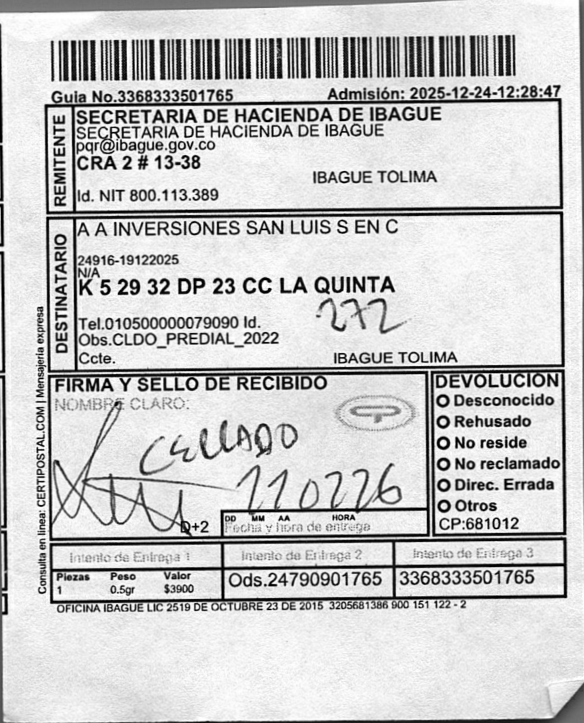 Guia No.3368333501765 Admisión: 2025-12-24-12:28:47
REMITENTE
SECRETARIA DE HACIENDA DE IBAGUE
SECRETARIA DE HACIENDA DE IBAGUE
pqr@ibague.gov.co
CRA 2 # 13-38
IBAGUE TOLIMA
Id. NIT 800.113.389
DESTINATARIO
A A INVERSIONES SAN LUIS S EN C
24916-19122025
N/A
K 5 29 32 DP 23 CC LA QUINTA
272
Tel.010500000079090 Id.
Obs.CLDO_PREDIAL_2022
Ccte. IBAGUE TOLIMA
Consulta en línea: CERTIPOSTAL.COM | Mensajería expresa
FIRMA Y SELLO DE RECIBIDO
NOMBRE CLARO:
CERRADO
110226
D+2
DD MM AA HORA
Fecha y hora de entrega
DEVOLUCIÓN
Desconocido
Rehusado
No reside
No reclamado
Direc. Errada
Otros
CP:681012
Intento de Entrega 1 Intento de Entrega 2 Intento de Entrega 3
Piezas Peso Valor
1 0.5gr $3900
Ods.24790901765 3368333501765
OFICINA IBAGUE LIC 2519 DE OCTUBRE 23 DE 2015 3205681386 900 151 122 - 2